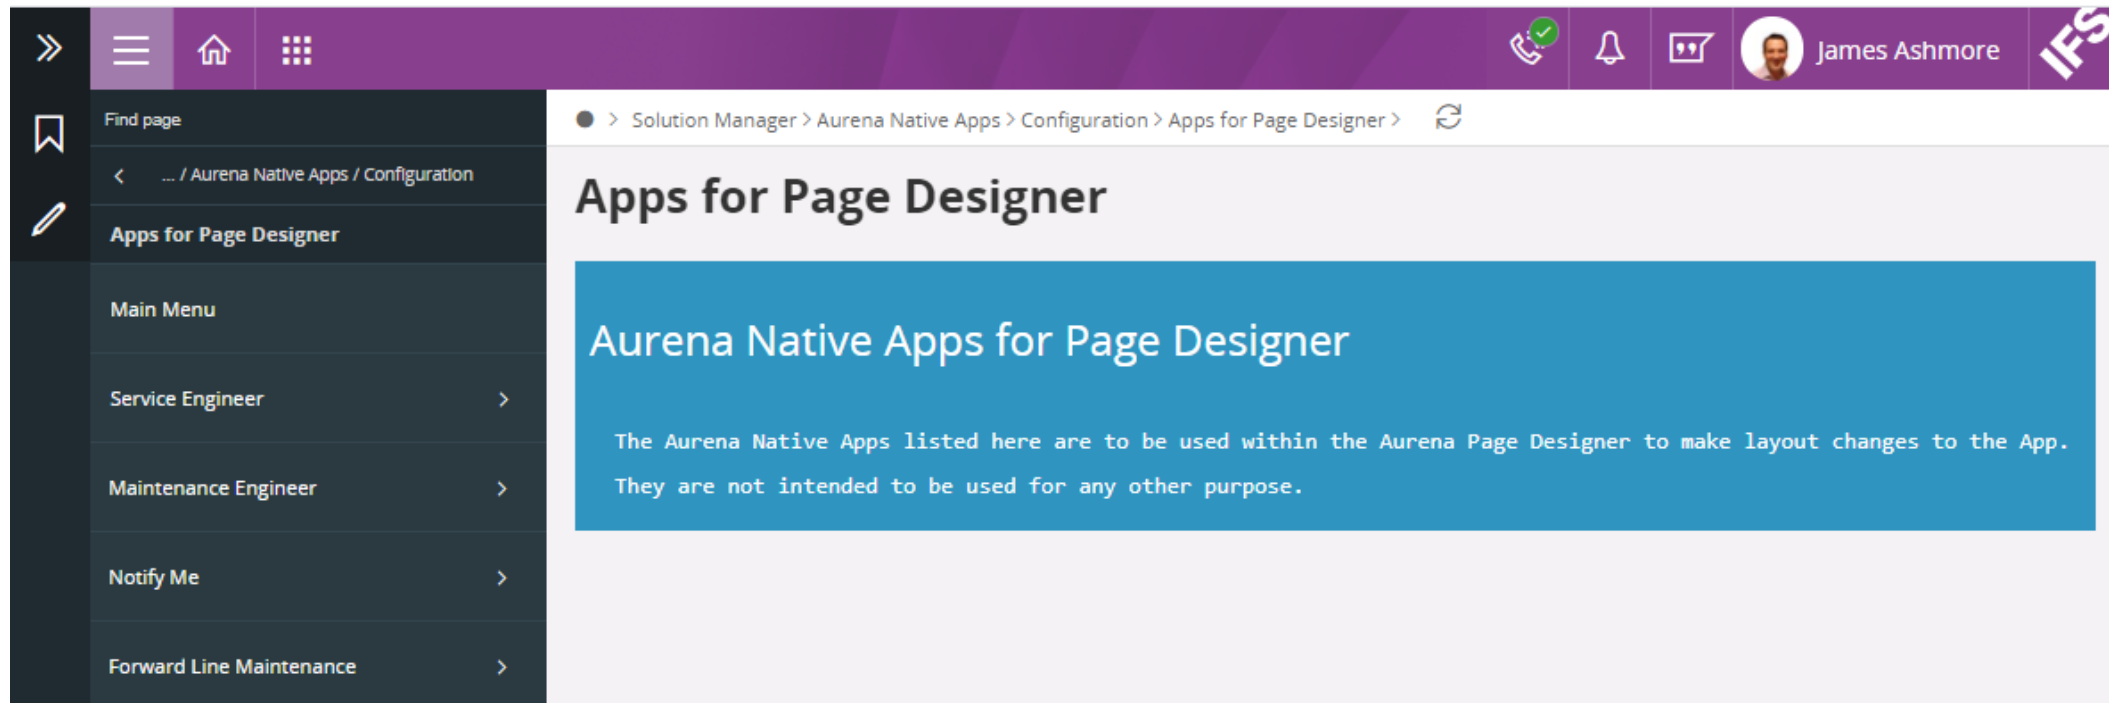 James Ashmore
IFS
Find page
> Solution Manager > Aurena Native Apps > Configuration > Apps for Page Designer >
< ... / Aurena Native Apps / Configuration
Apps for Page Designer
Apps for Page Designer
Main Menu
Service Engineer >
Maintenance Engineer >
Notify Me >
Forward Line Maintenance >
Aurena Native Apps for Page Designer
The Aurena Native Apps listed here are to be used within the Aurena Page Designer to make layout changes to the App.
They are not intended to be used for any other purpose.